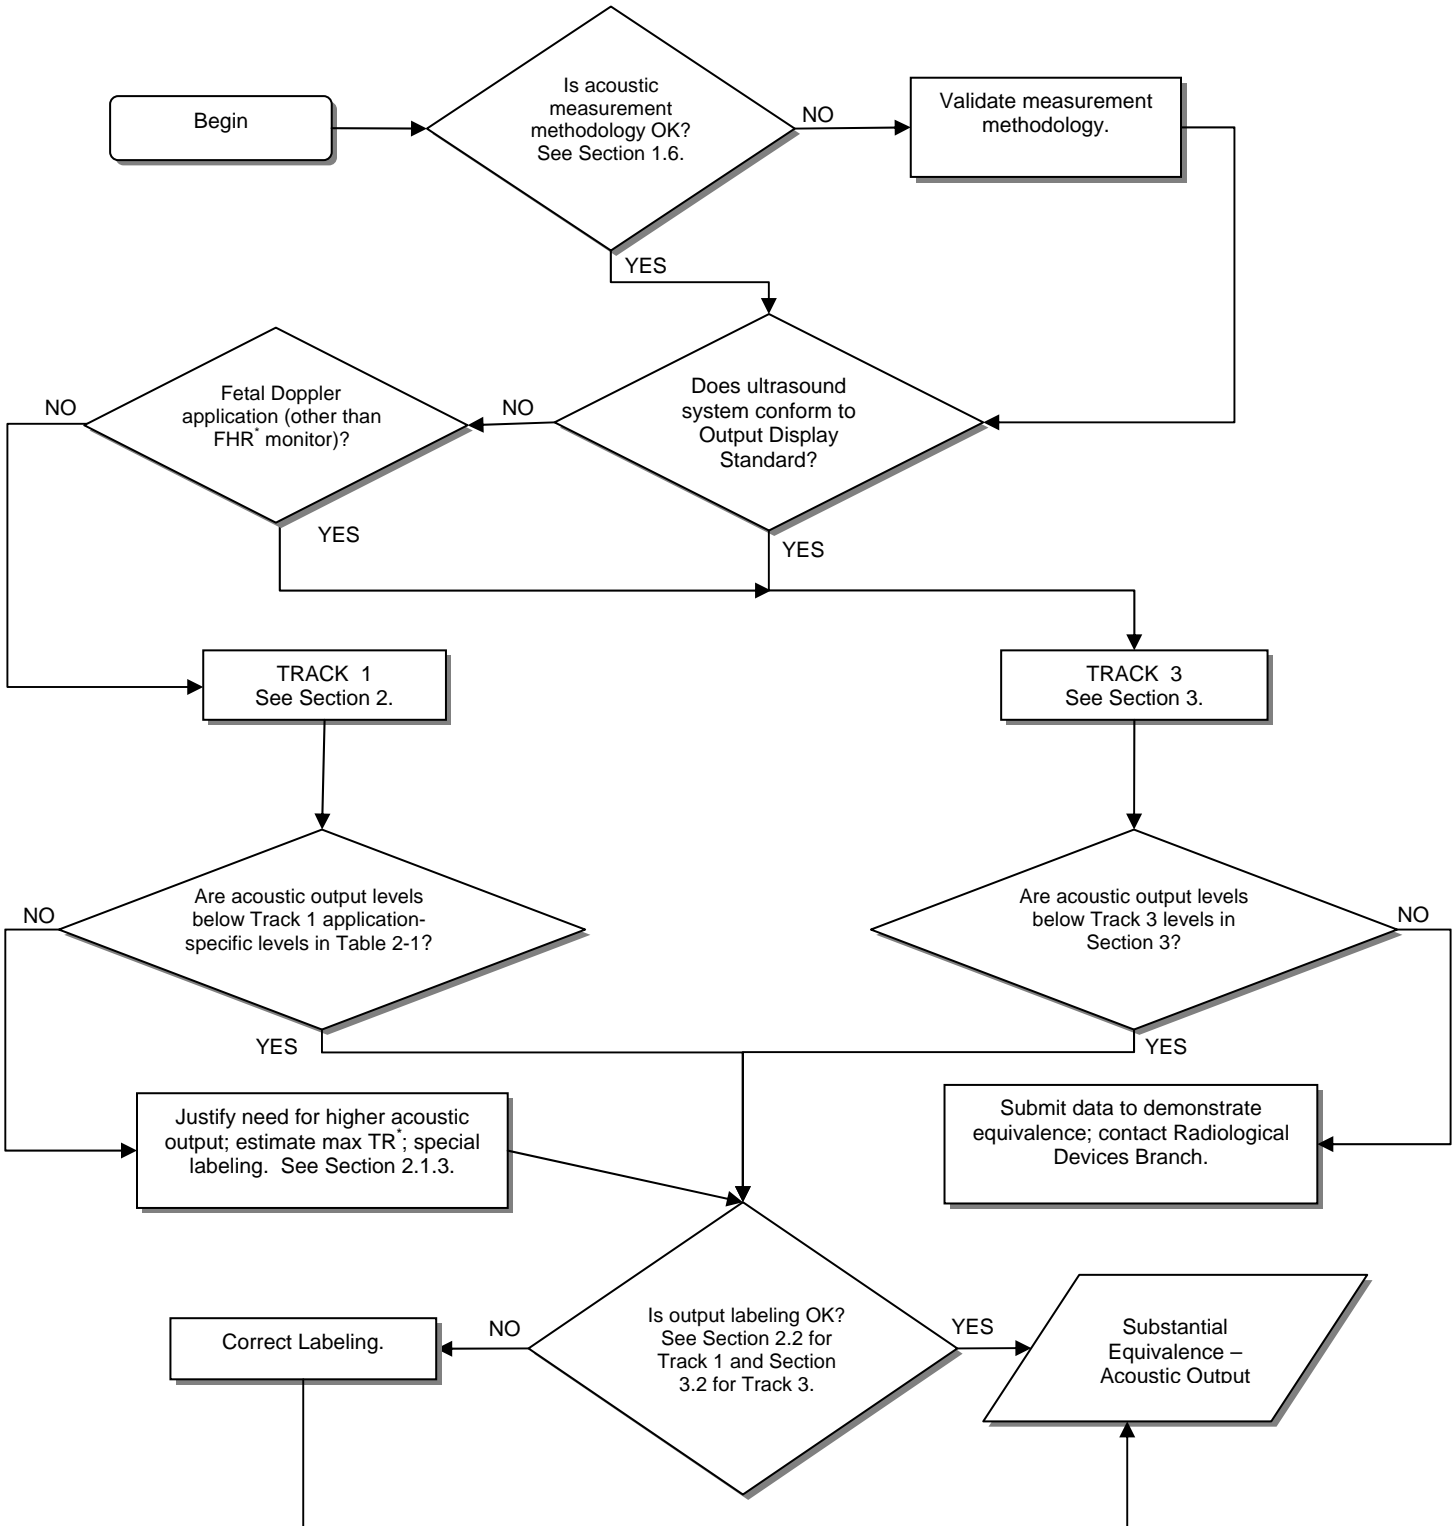 Begin
Is acoustic
measurement
methodology OK?
See Section 1.6.
NO
Validate measurement
methodology.
YES
Does ultrasound
system conform to
Output Display
Standard?
NO
Fetal Doppler
application (other than
FHR* monitor)?
NO
YES
YES
TRACK 1
See Section 2.
TRACK 3
See Section 3.
Are acoustic output levels
below Track 1 application-
specific levels in Table 2-1?
NO
YES
Are acoustic output levels
below Track 3 levels in
Section 3?
NO
YES
Justify need for higher acoustic
output; estimate max TR*; special
labeling. See Section 2.1.3.
Submit data to demonstrate
equivalence; contact Radiological
Devices Branch.
Is output labeling OK?
See Section 2.2 for
Track 1 and Section
3.2 for Track 3.
NO
Correct Labeling.
YES
Substantial
Equivalence –
Acoustic Output